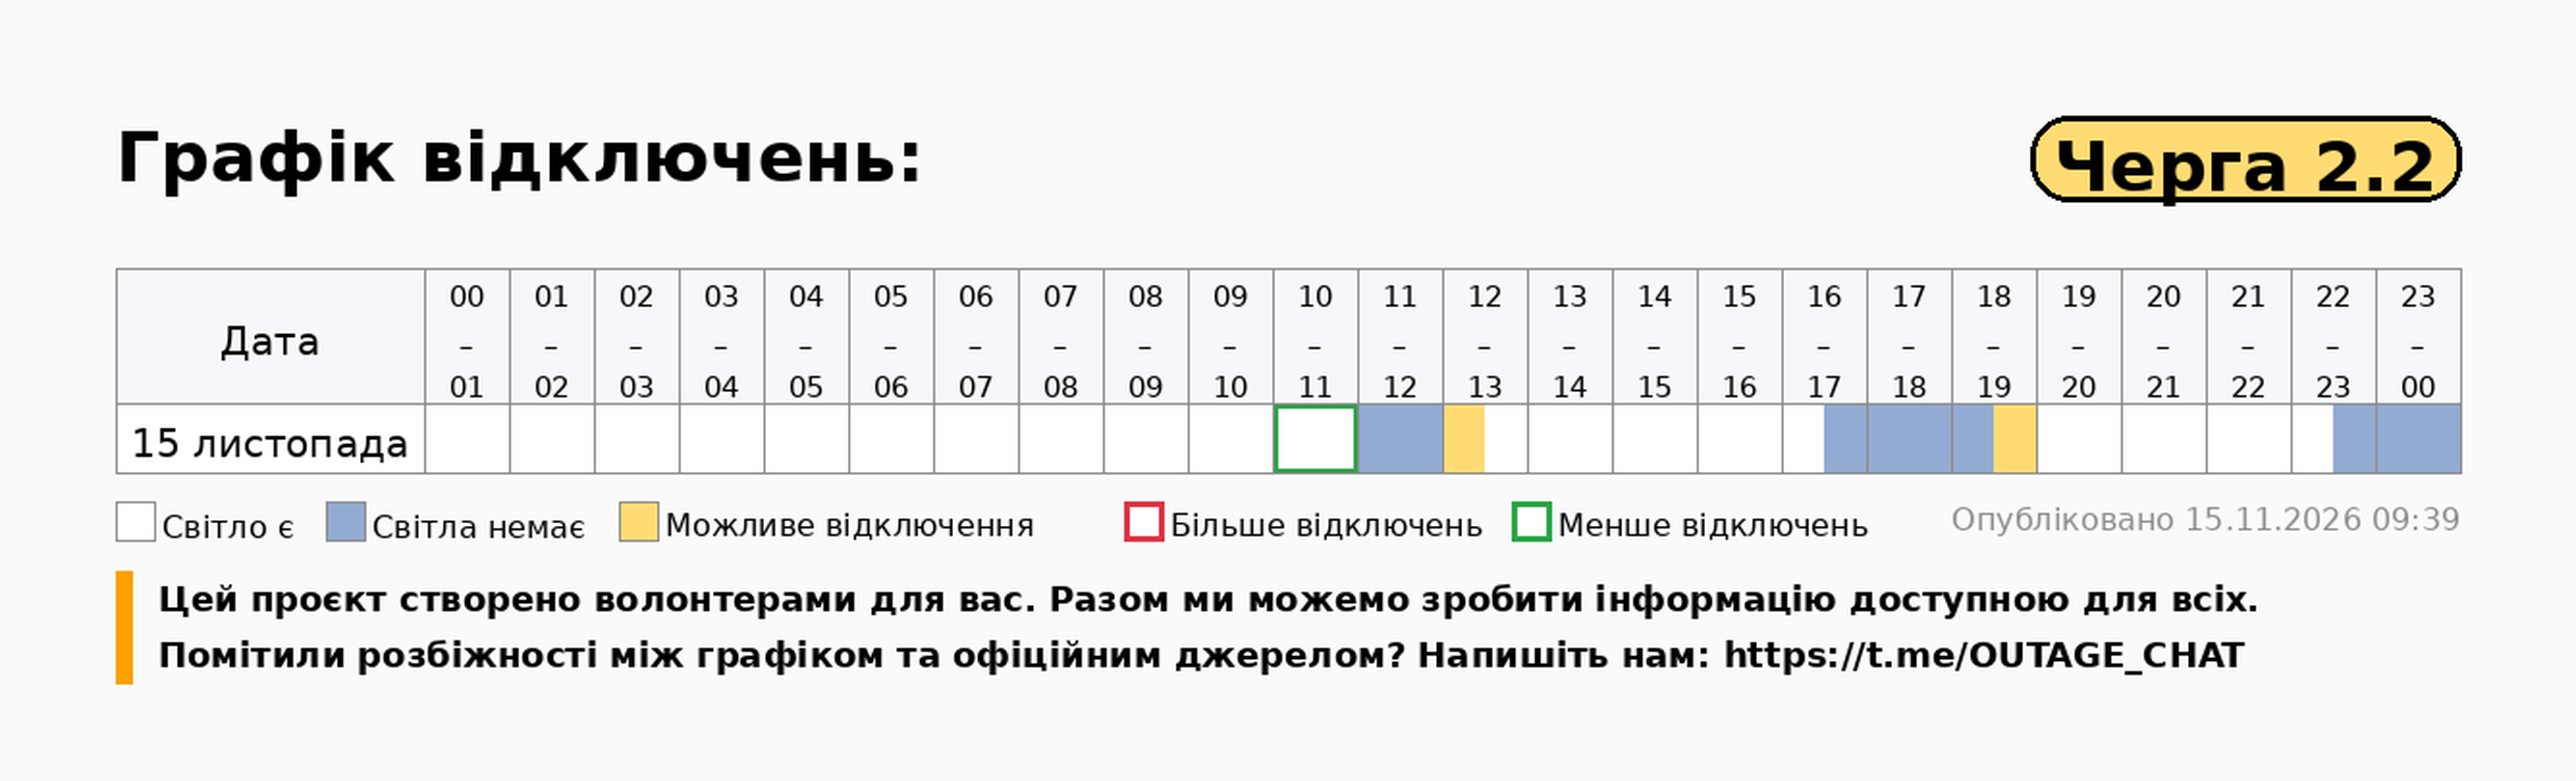 Графік відключень:
Черга 2.2
Дата
00 – 01
01 – 02
02 – 03
03 – 04
04 – 05
05 – 06
06 – 07
07 – 08
08 – 09
09 – 10
10 – 11
11 – 12
12 – 13
13 – 14
14 – 15
15 – 16
16 – 17
17 – 18
18 – 19
19 – 20
20 – 21
21 – 22
22 – 23
23 – 00
15 листопада
Світло є
Світла немає
Можливе відключення
Більше відключень
Менше відключень
Опубліковано 15.11.2026 09:39
Цей проєкт створено волонтерами для вас. Разом ми можемо зробити інформацію доступною для всіх.
Помітили розбіжності між графіком та офіційним джерелом? Напишіть нам: https://t.me/OUTAGE_CHAT